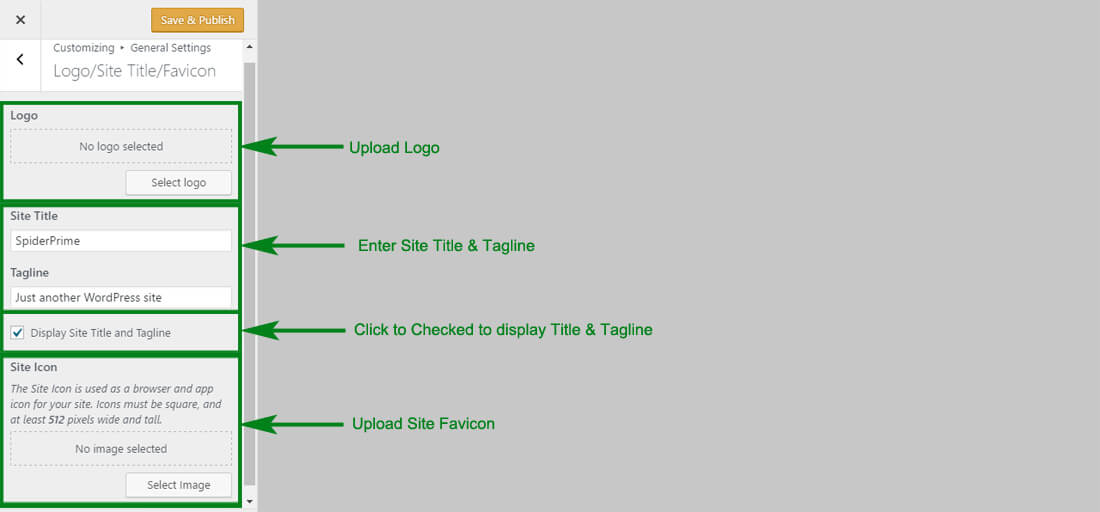 Save & Publish
Customizing ▸ General Settings
Logo/Site Title/Favicon
Logo
No logo selected
Upload Logo
Select logo
Site Title
SpiderPrime
Enter Site Title & Tagline
Tagline
Just another WordPress site
Display Site Title and Tagline
Click to Checked to display Title & Tagline
Site Icon
The Site Icon is used as a browser and app
icon for your site. Icons must be square, and
at least 512 pixels wide and tall.
Upload Site Favicon
No image selected
Select Image